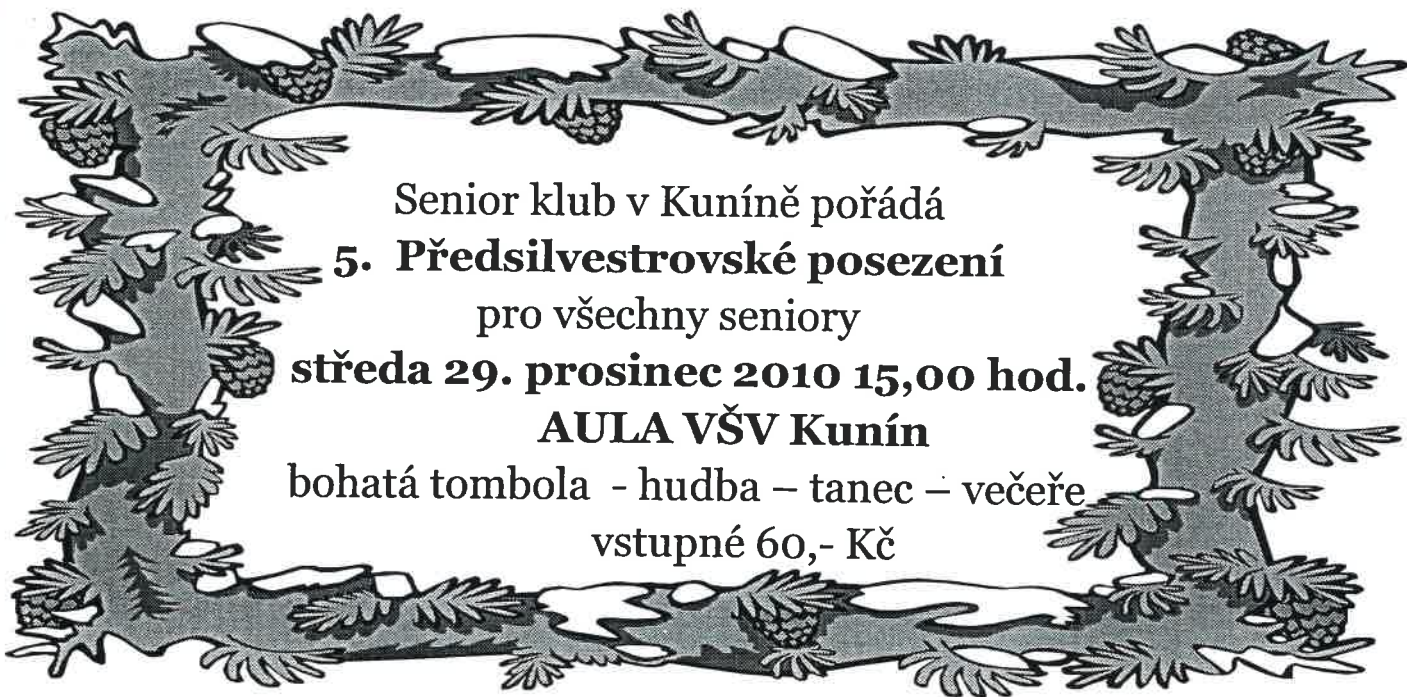 Senior klub v Kuníně pořádá
5. Předsilvestrovské posezení
pro všechny seniory
středa 29. prosinec 2010 15,00 hod.
AULA VŠV Kunín
bohatá tombola - hudba – tanec – večeře
vstupné 60,- Kč